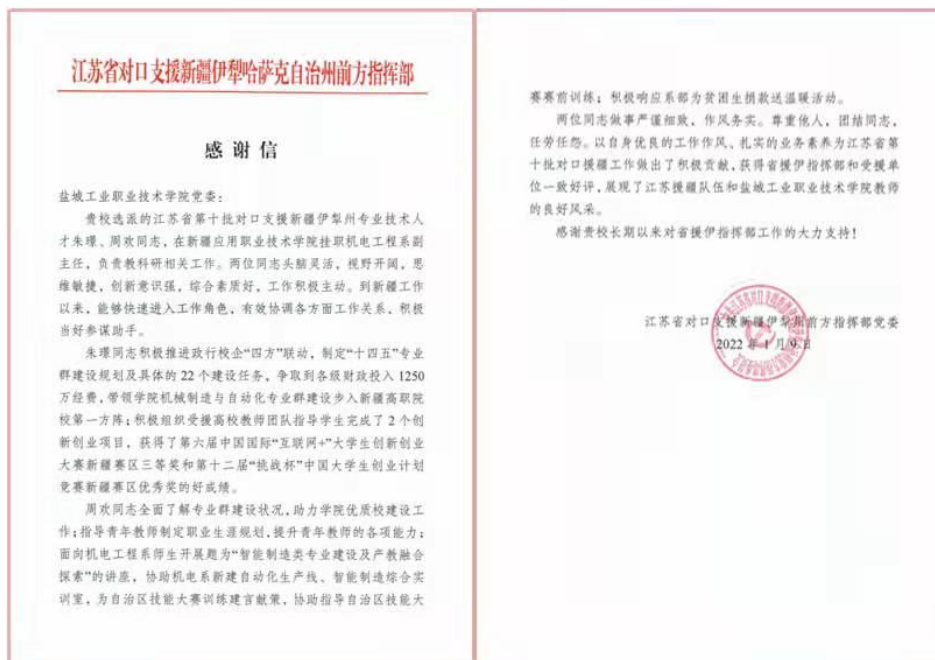 江苏省对口支援新疆伊犁哈萨克自治州前方指挥部
感谢信
盐城工业职业技术学院党委：
贵校选派的江苏省第十批对口支援新疆伊犁州专业技术人
才朱璟、周欢同志，在新疆应用职业技术学院挂职机电工程系副
主任，负责教科研相关工作。两位同志头脑灵活，视野开阔，思
维敏捷，创新意识强，综合素质好，工作积极主动。到新疆工作
以来，能够快速进入工作角色，有效协调各方面工作关系，积极
当好参谋助手。
朱璟同志积极推进政行校企“四方”联动，制定“十四五”专业
群建设规划及具体的 22 个建设任务，争取到各级财政投入 1250
万经费，带领学院机械制造与自动化专业群建设步入新疆高职院
校第一方阵；积极组织受援高校教师团队指导学生完成了 2 个创
新创业项目，获得了第六届中国国际“互联网+”大学生创新创业
大赛新疆赛区三等奖和第十二届“挑战杯”中国大学生创业计划
竞赛新疆赛区优秀奖的好成绩。
周欢同志全面了解专业群建设状况，助力学院优质校建设工
作；指导青年教师制定职业生涯规划，提升青年教师的各项能力；
面向机电工程系师生开展题为“智能制造类专业建设及产教融合
探索”的讲座，协助机电系新建自动化生产线、智能制造综合实
训室，为自治区技能大赛训练建言献策，协助指导自治区技能大
赛赛前训练；积极响应系部为贫困生捐款送温暖活动。
两位同志做事严谨细致，作风务实。尊重他人，团结同志，
任劳任怨。以自身优良的工作作风、扎实的业务素养为江苏省第
十批对口援疆工作做出了积极贡献，获得省援伊指挥部和受援单
位一致好评，展现了江苏援疆队伍和盐城工业职业技术学院教师
的良好风采。
感谢贵校长期以来对省援伊指挥部工作的大力支持！
江苏省对口支援新疆伊犁州前方指挥部党委
2022 年 1 月 9 日